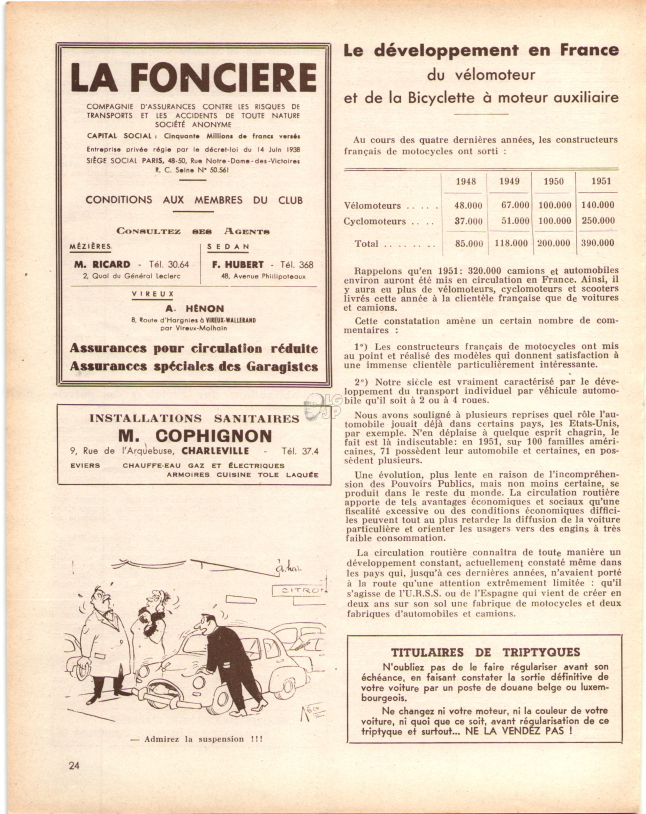 LA FONCIERE
COMPAGNIE D'ASSURANCES CONTRE LES RISQUES DE
TRANSPORTS ET LES ACCIDENTS DE TOUTE NATURE
SOCIÉTÉ ANONYME
CAPITAL SOCIAL : Cinquante Millions de francs versés
Entreprise privée régie par le décret-loi du 14 Juin 1938
SIÈGE SOCIAL PARIS, 48-50, Rue Notre-Dame-des-Victoires
R. C. Seine N° 50.561
CONDITIONS AUX MEMBRES DU CLUB
CONSULTEZ SES AGENTS
MÉZIÈRES
M. RICARD - Tél. 30.64
2, Quai du Général Leclerc
SEDAN
F. HUBERT - Tél. 368
48, Avenue Philipoteaux
VIREUX
A. HÉNON
8, Route d'Hargnies à VIREUX-WALLERAND
par Vireux-Molhain
Assurances pour circulation réduite
Assurances spéciales des Garagistes
INSTALLATIONS SANITAIRES
M. COPHIGNON
9, Rue de l'Arquebuse, CHARLEVILLE - Tél. 37.4
EVIERS CHAUFFE-EAU GAZ ET ÉLECTRIQUES
ARMOIRES CUISINE TOLE LAQUÉE
CITRO
— Admirez la suspension !!!
24
Le développement en France
du vélomoteur
et de la Bicyclette à moteur auxiliaire
Au cours des quatre dernières années, les constructeurs
français de motocycles ont sorti :
1948 1949 1950 1951
Vélomoteurs ..... 48.000 67.000 100.000 140.000
Cyclomoteurs .... 37.000 51.000 100.000 250.000
Total ........ 85.000 118.000 200.000 390.000
Rappelons qu'en 1951: 320.000 camions et automobiles
environ auront été mis en circulation en France. Ainsi, il
y aura eu plus de vélomoteurs, cyclomoteurs et scooters
livrés cette année à la clientèle française que de voitures
et camions.
Cette constatation amène un certain nombre de com-
mentaires :
1°) Les constructeurs français de motocycles ont mis
au point et réalisé des modèles qui donnent satisfaction à
une immense clientèle particulièrement intéressante.
2°) Notre siècle est vraiment caractérisé par le déve-
loppement du transport individuel par véhicule automo-
bile qu'il soit à 2 ou à 4 roues.
Nous avons souligné à plusieurs reprises quel rôle l'au-
tomobile jouait déjà dans certains pays, les Etats-Unis,
par exemple. N'en déplaise à quelque esprit chagrin, le
fait est là indiscutable: en 1951, sur 100 familles améri-
caines, 71 possèdent leur automobile et certaines, en pos-
sèdent plusieurs.
Une évolution, plus lente en raison de l'incompréhen-
sion des Pouvoirs Publics, mais non moins certaine, se
produit dans le reste du monde. La circulation routière
apporte de tels avantages économiques et sociaux qu'une
fiscalité excessive ou des conditions économiques diffici-
les peuvent tout au plus retarder la diffusion de la voiture
particulière et orienter les usagers vers des engins à très
faible consommation.
La circulation routière connaîtra de toute manière un
développement constant, actuellement constaté même dans
les pays qui, jusqu'à ces dernières années, n'avaient porté
à la route qu'une attention extrêmement limitée : qu'il
s'agisse de l'U.R.S.S. ou de l'Espagne qui vient de créer en
deux ans sur son sol une fabrique de motocycles et deux
fabriques d'automobiles et camions.
TITULAIRES DE TRIPTYQUES
N'oubliez pas de le faire régulariser avant son
échéance, en faisant constater la sortie définitive de
votre voiture par un poste de douane belge ou luxem-
bourgeois.
Ne changez ni votre moteur, ni la couleur de votre
voiture, ni quoi que ce soit, avant régularisation de ce
triptyque et surtout... NE LA VENDEZ PAS !